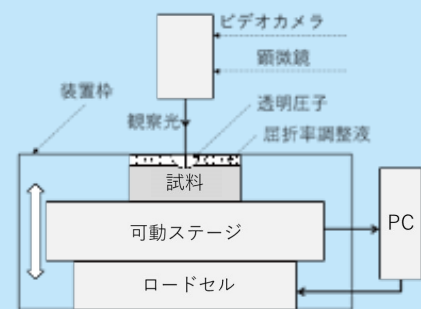 ビデオカメラ
顕微鏡
装置枠
透明圧子
観察光
屈折率調整液
試料
可動ステージ
PC
ロードセル